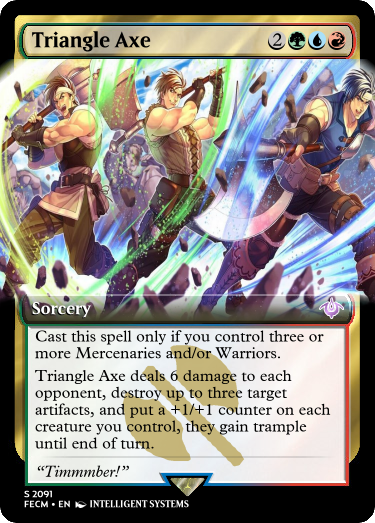 Triangle Axe 2
Sorcery
Cast this spell only if you control three or
more Mercenaries and/or Warriors.
Triangle Axe deals 6 damage to each
opponent, destroy up to three target
artifacts, and put a +1/+1 counter on each
creature you control, they gain trample
until end of turn.
“Timmmber!”
S 2091
FECM • EN INTELLIGENT SYSTEMS